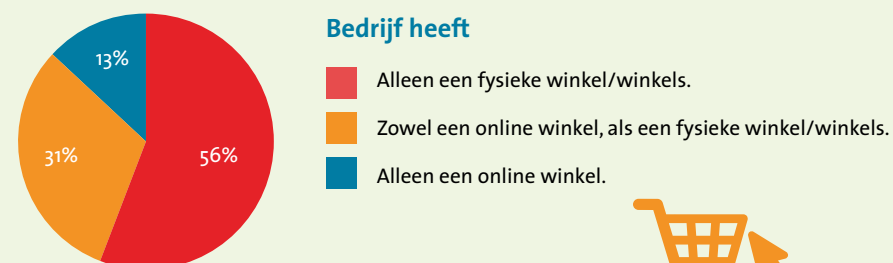 Bedrijf heeft
13%
31%
56%
Alleen een fysieke winkel/winkels.
Zowel een online winkel, als een fysieke winkel/winkels.
Alleen een online winkel.